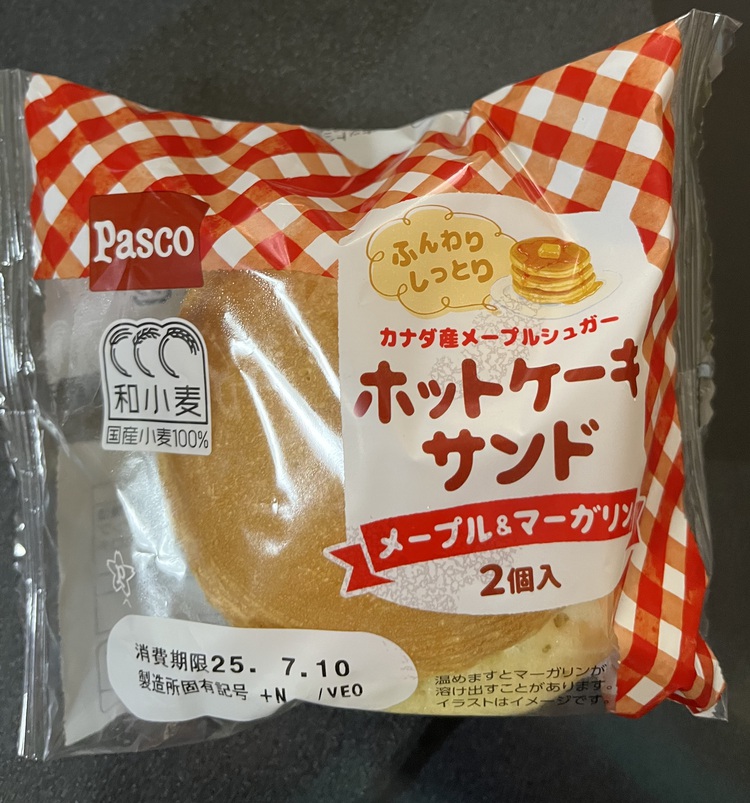 Pasco
ふんわり
しっとり
カナダ産メープルシュガー
ホットケーキ
サンド
メープル&マーガリン
2個入
和小麦
国産小麦100%
消費期限25. 7.10
製造所固有記号 +N /VEO
温めますとマーガリンが
溶け出すことがあります。
イラストはイメージです。